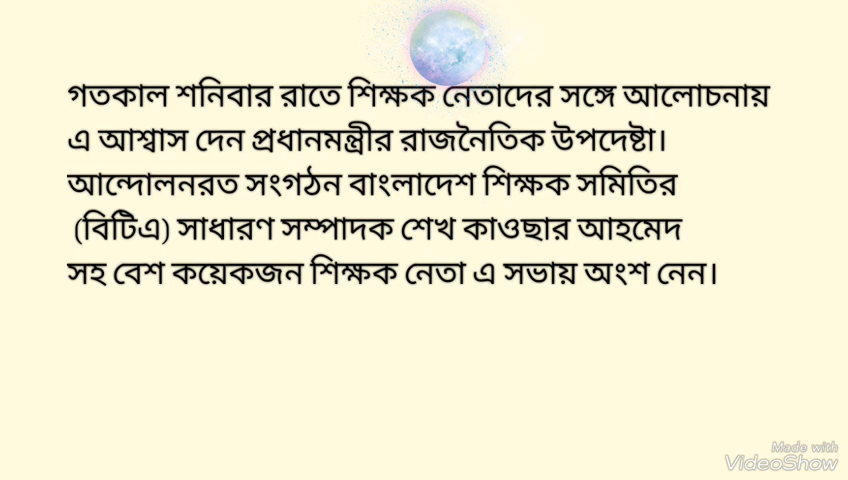 গতকাল শনিবার রাতে শিক্ষক নেতাদের সঙ্গে আলোচনায়
এ আশ্বাস দেন প্রধানমন্ত্রীর রাজনৈতিক উপদেষ্টা।
আন্দোলনরত সংগঠন বাংলাদেশ শিক্ষক সমিতির
(বিটিএ) সাধারণ সম্পাদক শেখ কাওছার আহমেদ
সহ বেশ কয়েকজন শিক্ষক নেতা এ সভায় অংশ নেন।
Made with
VideoShow